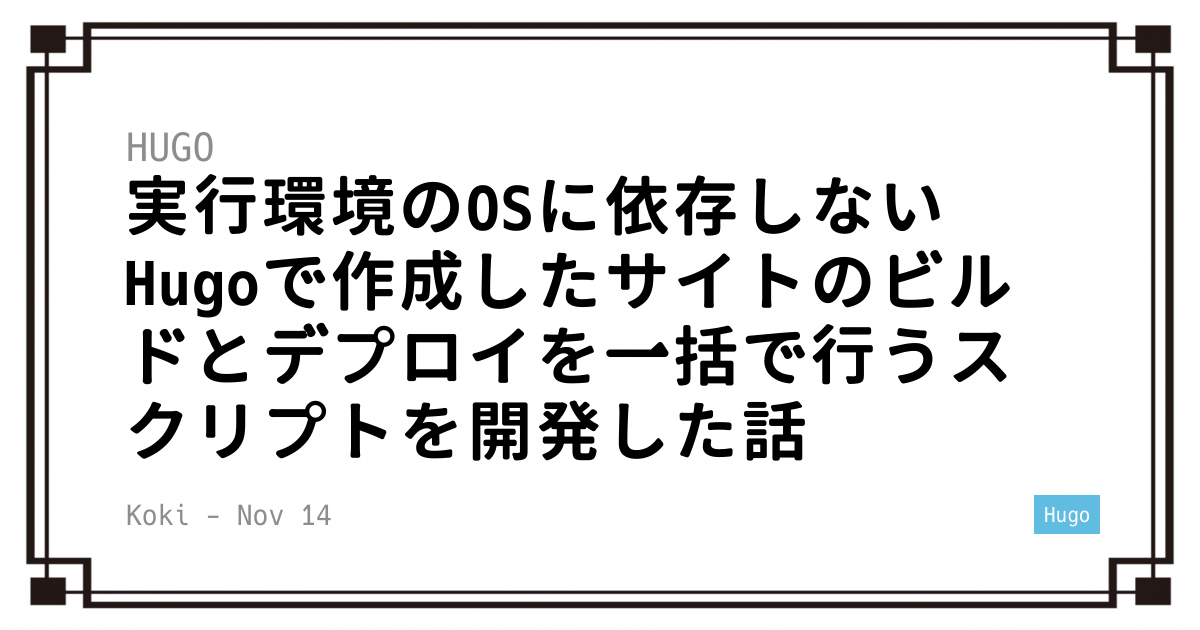 HUGO
実行環境のOSに依存しない
Hugoで作成したサイトのビル
ドとデプロイを一括で行うス
クリプトを開発した話
Koki - Nov 14
Hugo